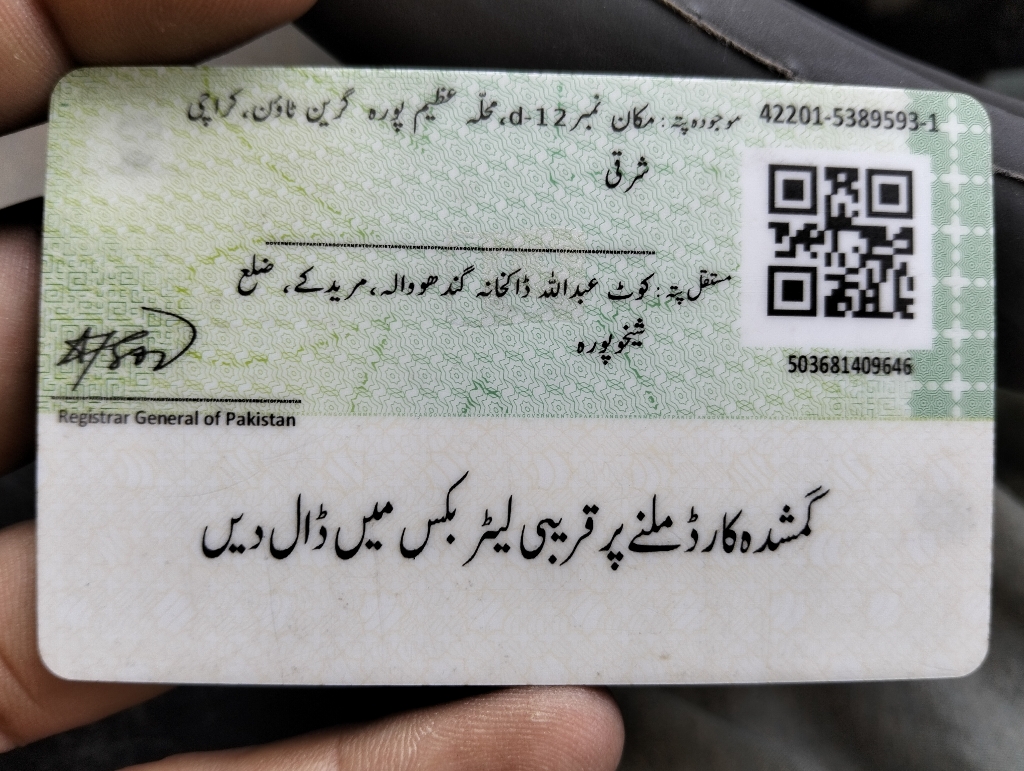 42201-5389593-1
موجودہ پتہ: مکان نمبر d-12، محلّہ عظیم پورہ گرین ٹاؤن، کراچی
شرقی
مستقل پتہ: کوٹ عبداللہ ڈاکخانہ گندھووالہ، مریدکے، ضلع
شیخوپورہ
503681409646
Registrar General of Pakistan
گمشدہ کارڈ ملنے پر قریبی لیٹر بکس میں ڈال دیں